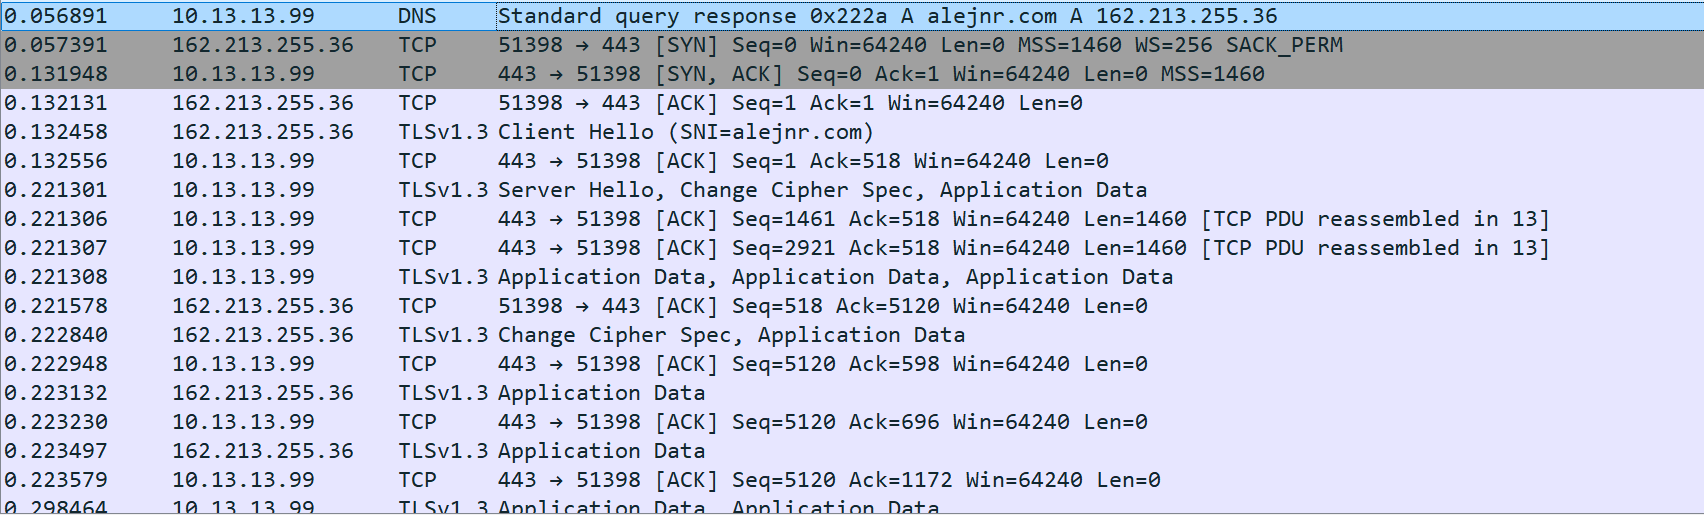 0.056891 10.13.13.99 DNS Standard query response 0x222a A alejnr.com A 162.213.255.36
0.057391 162.213.255.36 TCP 51398 → 443 [SYN] Seq=0 Win=64240 Len=0 MSS=1460 WS=256 SACK_PERM
0.131948 10.13.13.99 TCP 443 → 51398 [SYN, ACK] Seq=0 Ack=1 Win=64240 Len=0 MSS=1460
0.132131 162.213.255.36 TCP 51398 → 443 [ACK] Seq=1 Ack=1 Win=64240 Len=0
0.132458 162.213.255.36 TLSv1.3 Client Hello (SNI=alejnr.com)
0.132556 10.13.13.99 TCP 443 → 51398 [ACK] Seq=1 Ack=518 Win=64240 Len=0
0.221301 10.13.13.99 TLSv1.3 Server Hello, Change Cipher Spec, Application Data
0.221306 10.13.13.99 TCP 443 → 51398 [ACK] Seq=1461 Ack=518 Win=64240 Len=1460 [TCP PDU reassembled in 13]
0.221307 10.13.13.99 TCP 443 → 51398 [ACK] Seq=2921 Ack=518 Win=64240 Len=1460 [TCP PDU reassembled in 13]
0.221308 10.13.13.99 TLSv1.3 Application Data, Application Data, Application Data
0.221578 162.213.255.36 TCP 51398 → 443 [ACK] Seq=518 Ack=5120 Win=64240 Len=0
0.222840 162.213.255.36 TLSv1.3 Change Cipher Spec, Application Data
0.222948 10.13.13.99 TCP 443 → 51398 [ACK] Seq=5120 Ack=598 Win=64240 Len=0
0.223132 162.213.255.36 TLSv1.3 Application Data
0.223230 10.13.13.99 TCP 443 → 51398 [ACK] Seq=5120 Ack=696 Win=64240 Len=0
0.223497 162.213.255.36 TLSv1.3 Application Data
0.223579 10.13.13.99 TCP 443 → 51398 [ACK] Seq=5120 Ack=1172 Win=64240 Len=0
0.298464 10.13.13.99 TLSv1.3 Application Data, Application Data